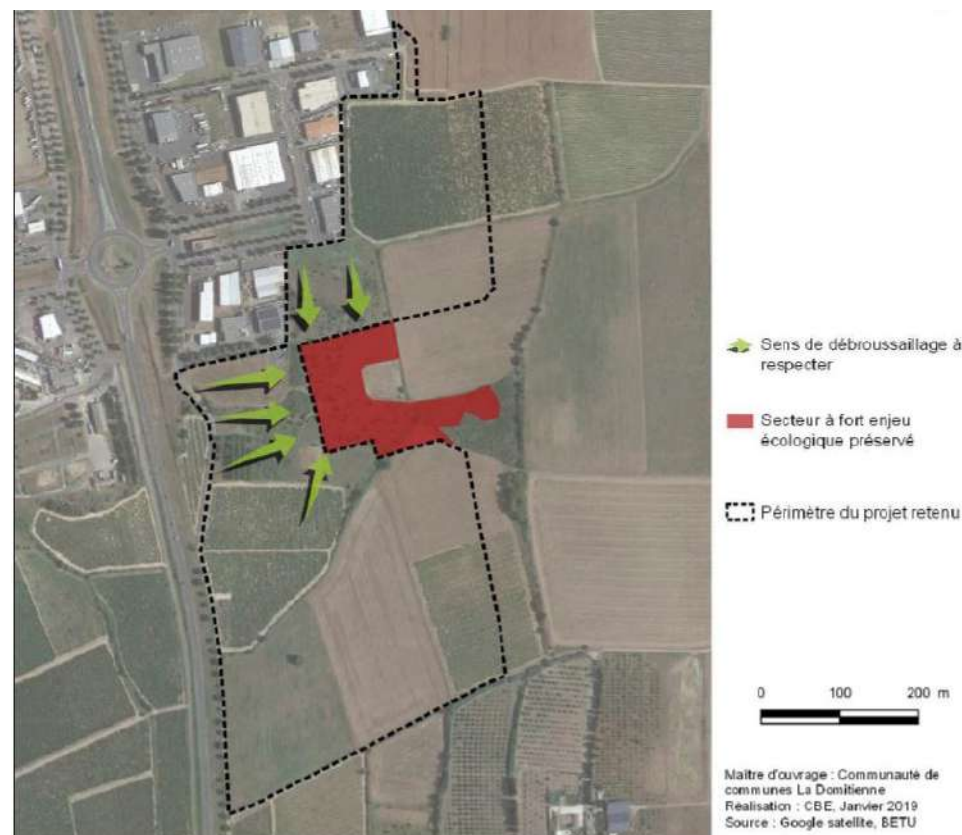 Sens de débroussaillage à
respecter
Secteur à fort enjeu
écologique préservé
Périmètre du projet retenu
0 100 200 m
Maître d'ouvrage : Communauté de
communes La Domitienne
Réalisation : CBE, Janvier 2019
Source : Google satellite, BETU